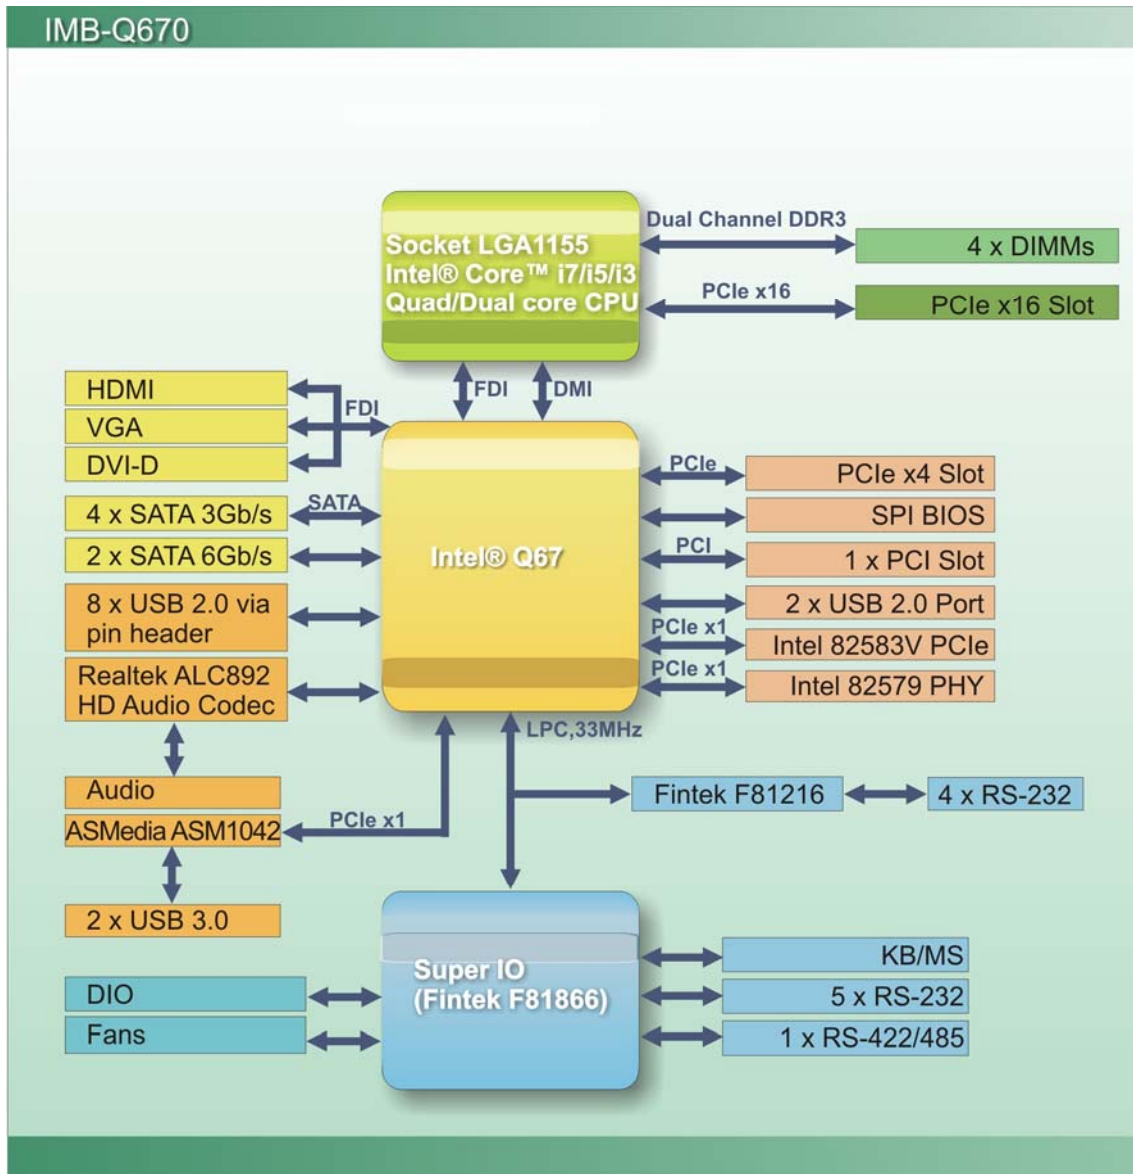 IMB-Q670
Dual Channel DDR3
Socket LGA1155
Intel® Core™ i7/i5/i3
Quad/Dual core CPU
4 x DIMMs
PCIe x16
PCIe x16 Slot
FDI
DMI
HDMI
VGA
DVI-D
FDI
4 x SATA 3Gb/s
SATA
2 x SATA 6Gb/s
8 x USB 2.0 via
pin header
Realtek ALC892
HD Audio Codec
Intel® Q67
PCIe
PCIe x4 Slot
SPI BIOS
PCI
1 x PCI Slot
2 x USB 2.0 Port
PCIe x1
Intel 82583V PCIe
PCIe x1
Intel 82579 PHY
LPC,33MHz
Audio
ASMedia ASM1042
PCIe x1
Fintek F81216
4 x RS-232
2 x USB 3.0
DIO
Fans
Super IO
(Fintek F81866)
KB/MS
5 x RS-232
1 x RS-422/485